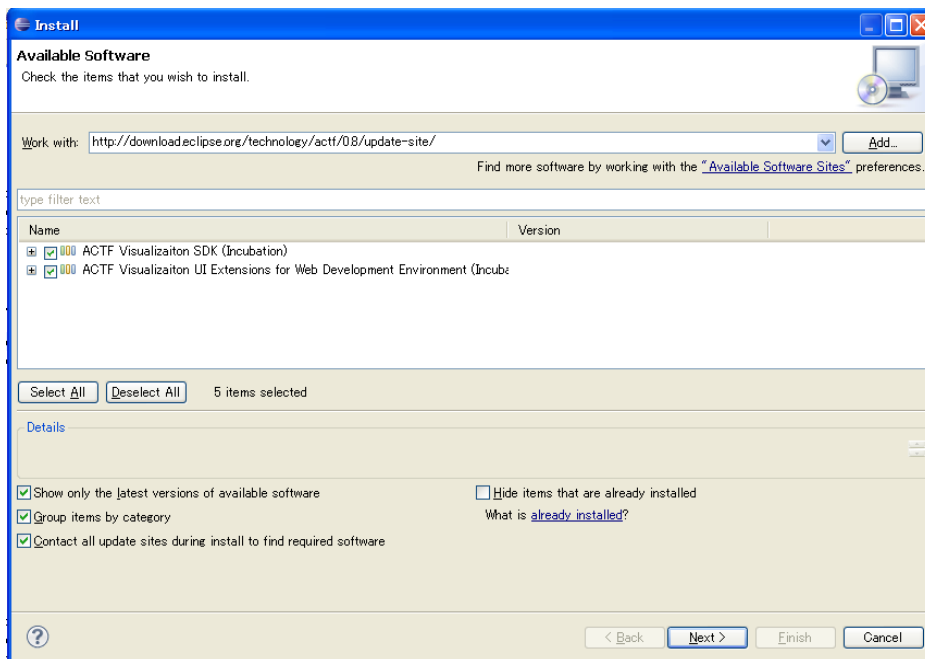 Install
Available Software
Check the items that you wish to install.
Work with: http://download.eclipse.org/technology/actf/0.8/update-site/ Add...
Find more software by working with the "Available Software Sites" preferences.
type filter text
Name Version
ACTF Visualizaiton SDK (Incubation)
ACTF Visualizaiton UI Extensions for Web Development Environment (Incuba
Select All Deselect All 5 items selected
Details
Show only the latest versions of available software Hide items that are already installed
Group items by category What is already installed?
Contact all update sites during install to find required software
? < Back Next > Finish Cancel